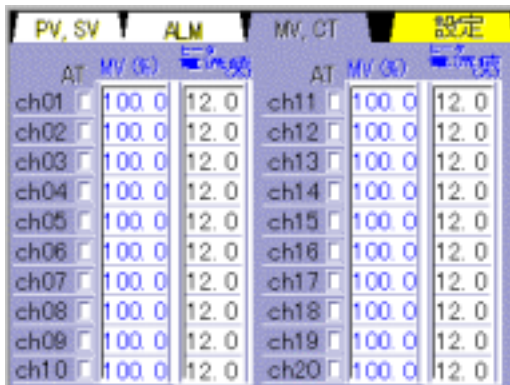 PV, SV ALM MV, CT 設定
AT MV (%) 電流値 AT MV (%) 電流値
ch01 100.0 12.0 ch11 100.0 12.0
ch02 100.0 12.0 ch12 100.0 12.0
ch03 100.0 12.0 ch13 100.0 12.0
ch04 100.0 12.0 ch14 100.0 12.0
ch05 100.0 12.0 ch15 100.0 12.0
ch06 100.0 12.0 ch16 100.0 12.0
ch07 100.0 12.0 ch17 100.0 12.0
ch08 100.0 12.0 ch18 100.0 12.0
ch09 100.0 12.0 ch19 100.0 12.0
ch10 100.0 12.0 ch20 100.0 12.0